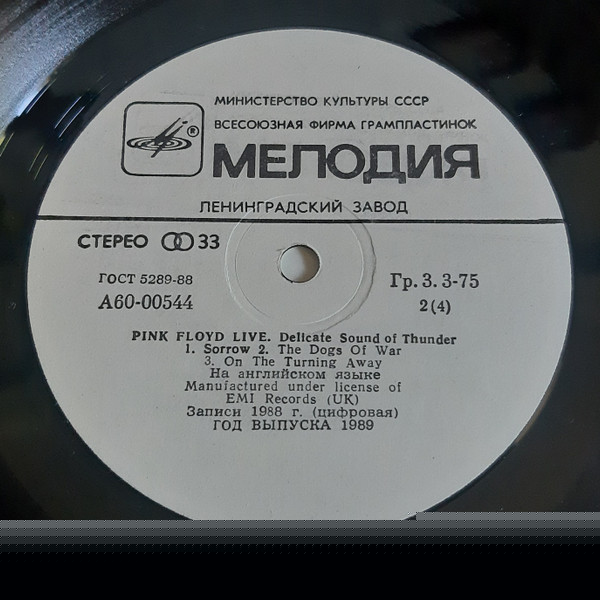 МИНИСТЕРСТВО КУЛЬТУРЫ СССР
ВСЕСОЮЗНАЯ ФИРМА ГРАМПЛАСТИНОК
®
МЕЛОДИЯ
ЛЕНИНГРАДСКИЙ ЗАВОД
СТЕРЕО 33
ГОСТ 5289-88
Гр. 3. 3-75
А60-00544
2(4)
PINK FLOYD LIVE. Delicate Sound of Thunder
1. Sorrow 2. The Dogs Of War
3. On The Turning Away
На английском языке
Manufactured under license of
EMI Records (UK)
Записи 1988 г. (цифровая)
ГОД ВЫПУСКА 1989